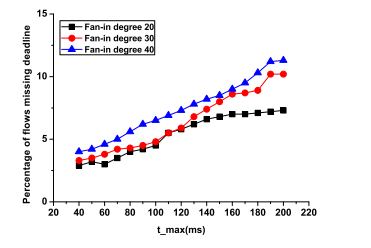 15
10
5
0
Percentage of flows missing deadline
Fan-in degree 20
Fan-in degree 30
Fan-in degree 40
20 40 60 80 100 120 140 160 180 200 220
t_max(ms)